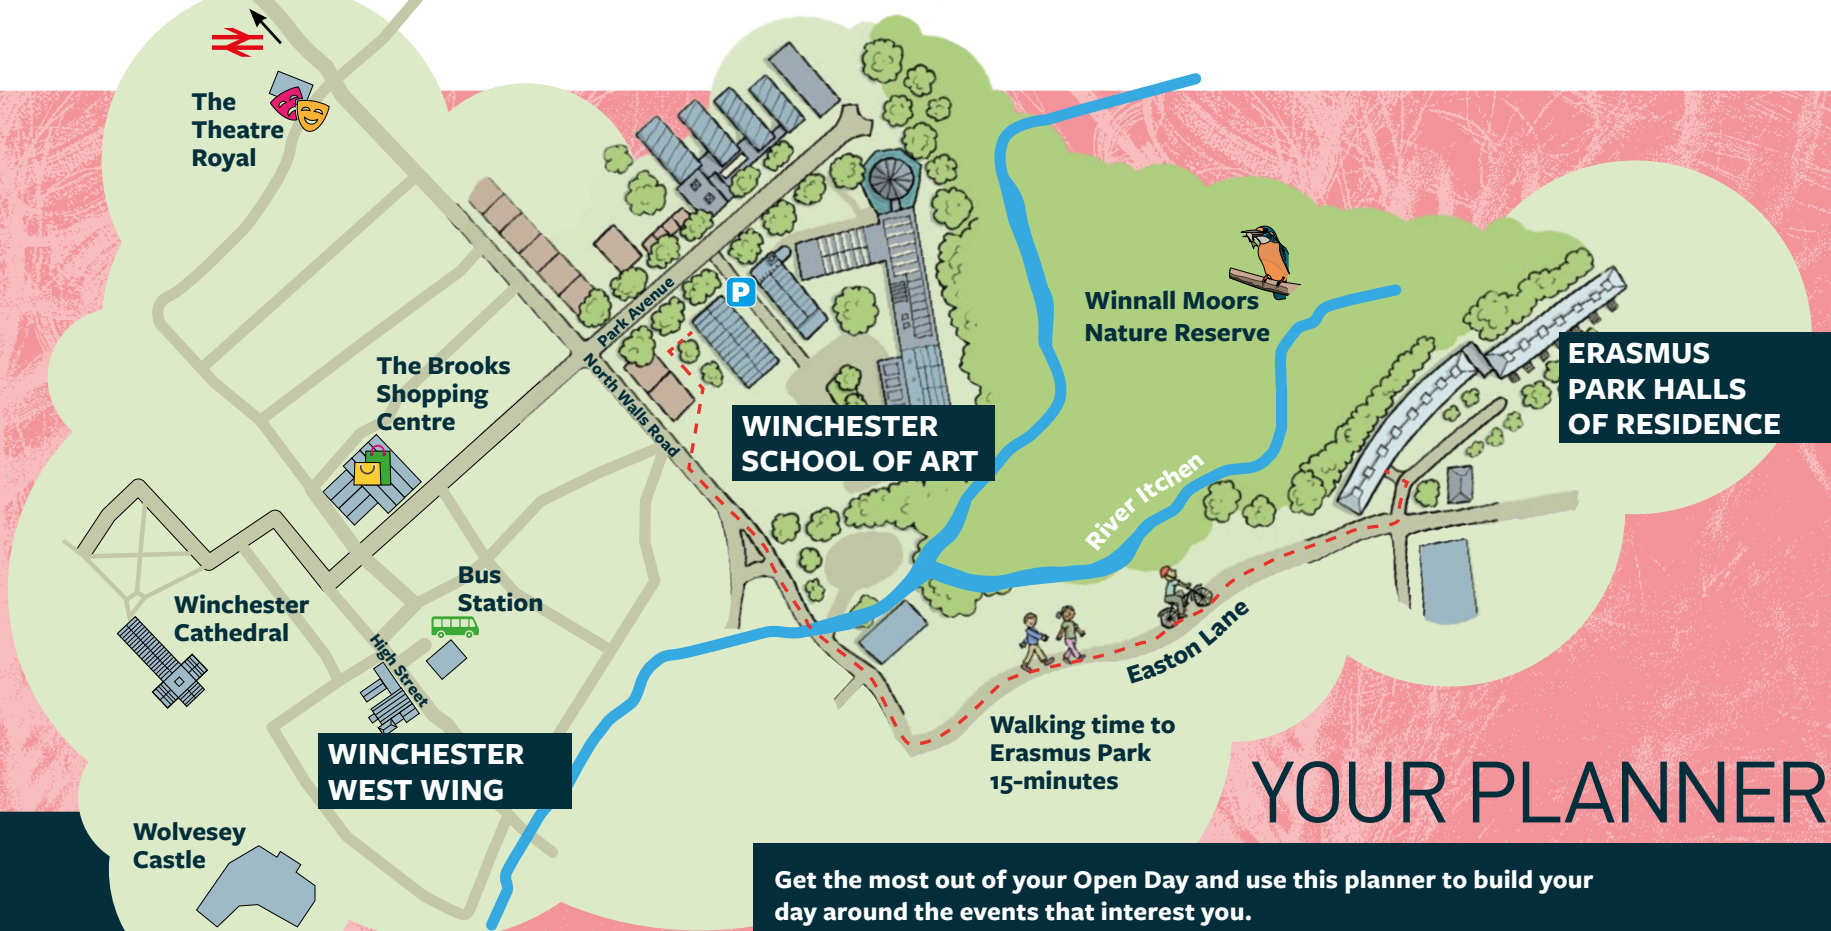 The
Theatre
Royal
Park Avenue
P
North Walls Road
The Brooks
Shopping
Centre
WINCHESTER
SCHOOL OF ART
Winnall Moors
Nature Reserve
ERASMUS
PARK HALLS
OF RESIDENCE
River Itchen
Bus
Station
Winchester
Cathedral
High Street
Easton Lane
WINCHESTER
WEST WING
Walking time to
Erasmus Park
15-minutes
Wolvesey
Castle
YOUR PLANNER
Get the most out of your Open Day and use this planner to build your
day around the events that interest you.